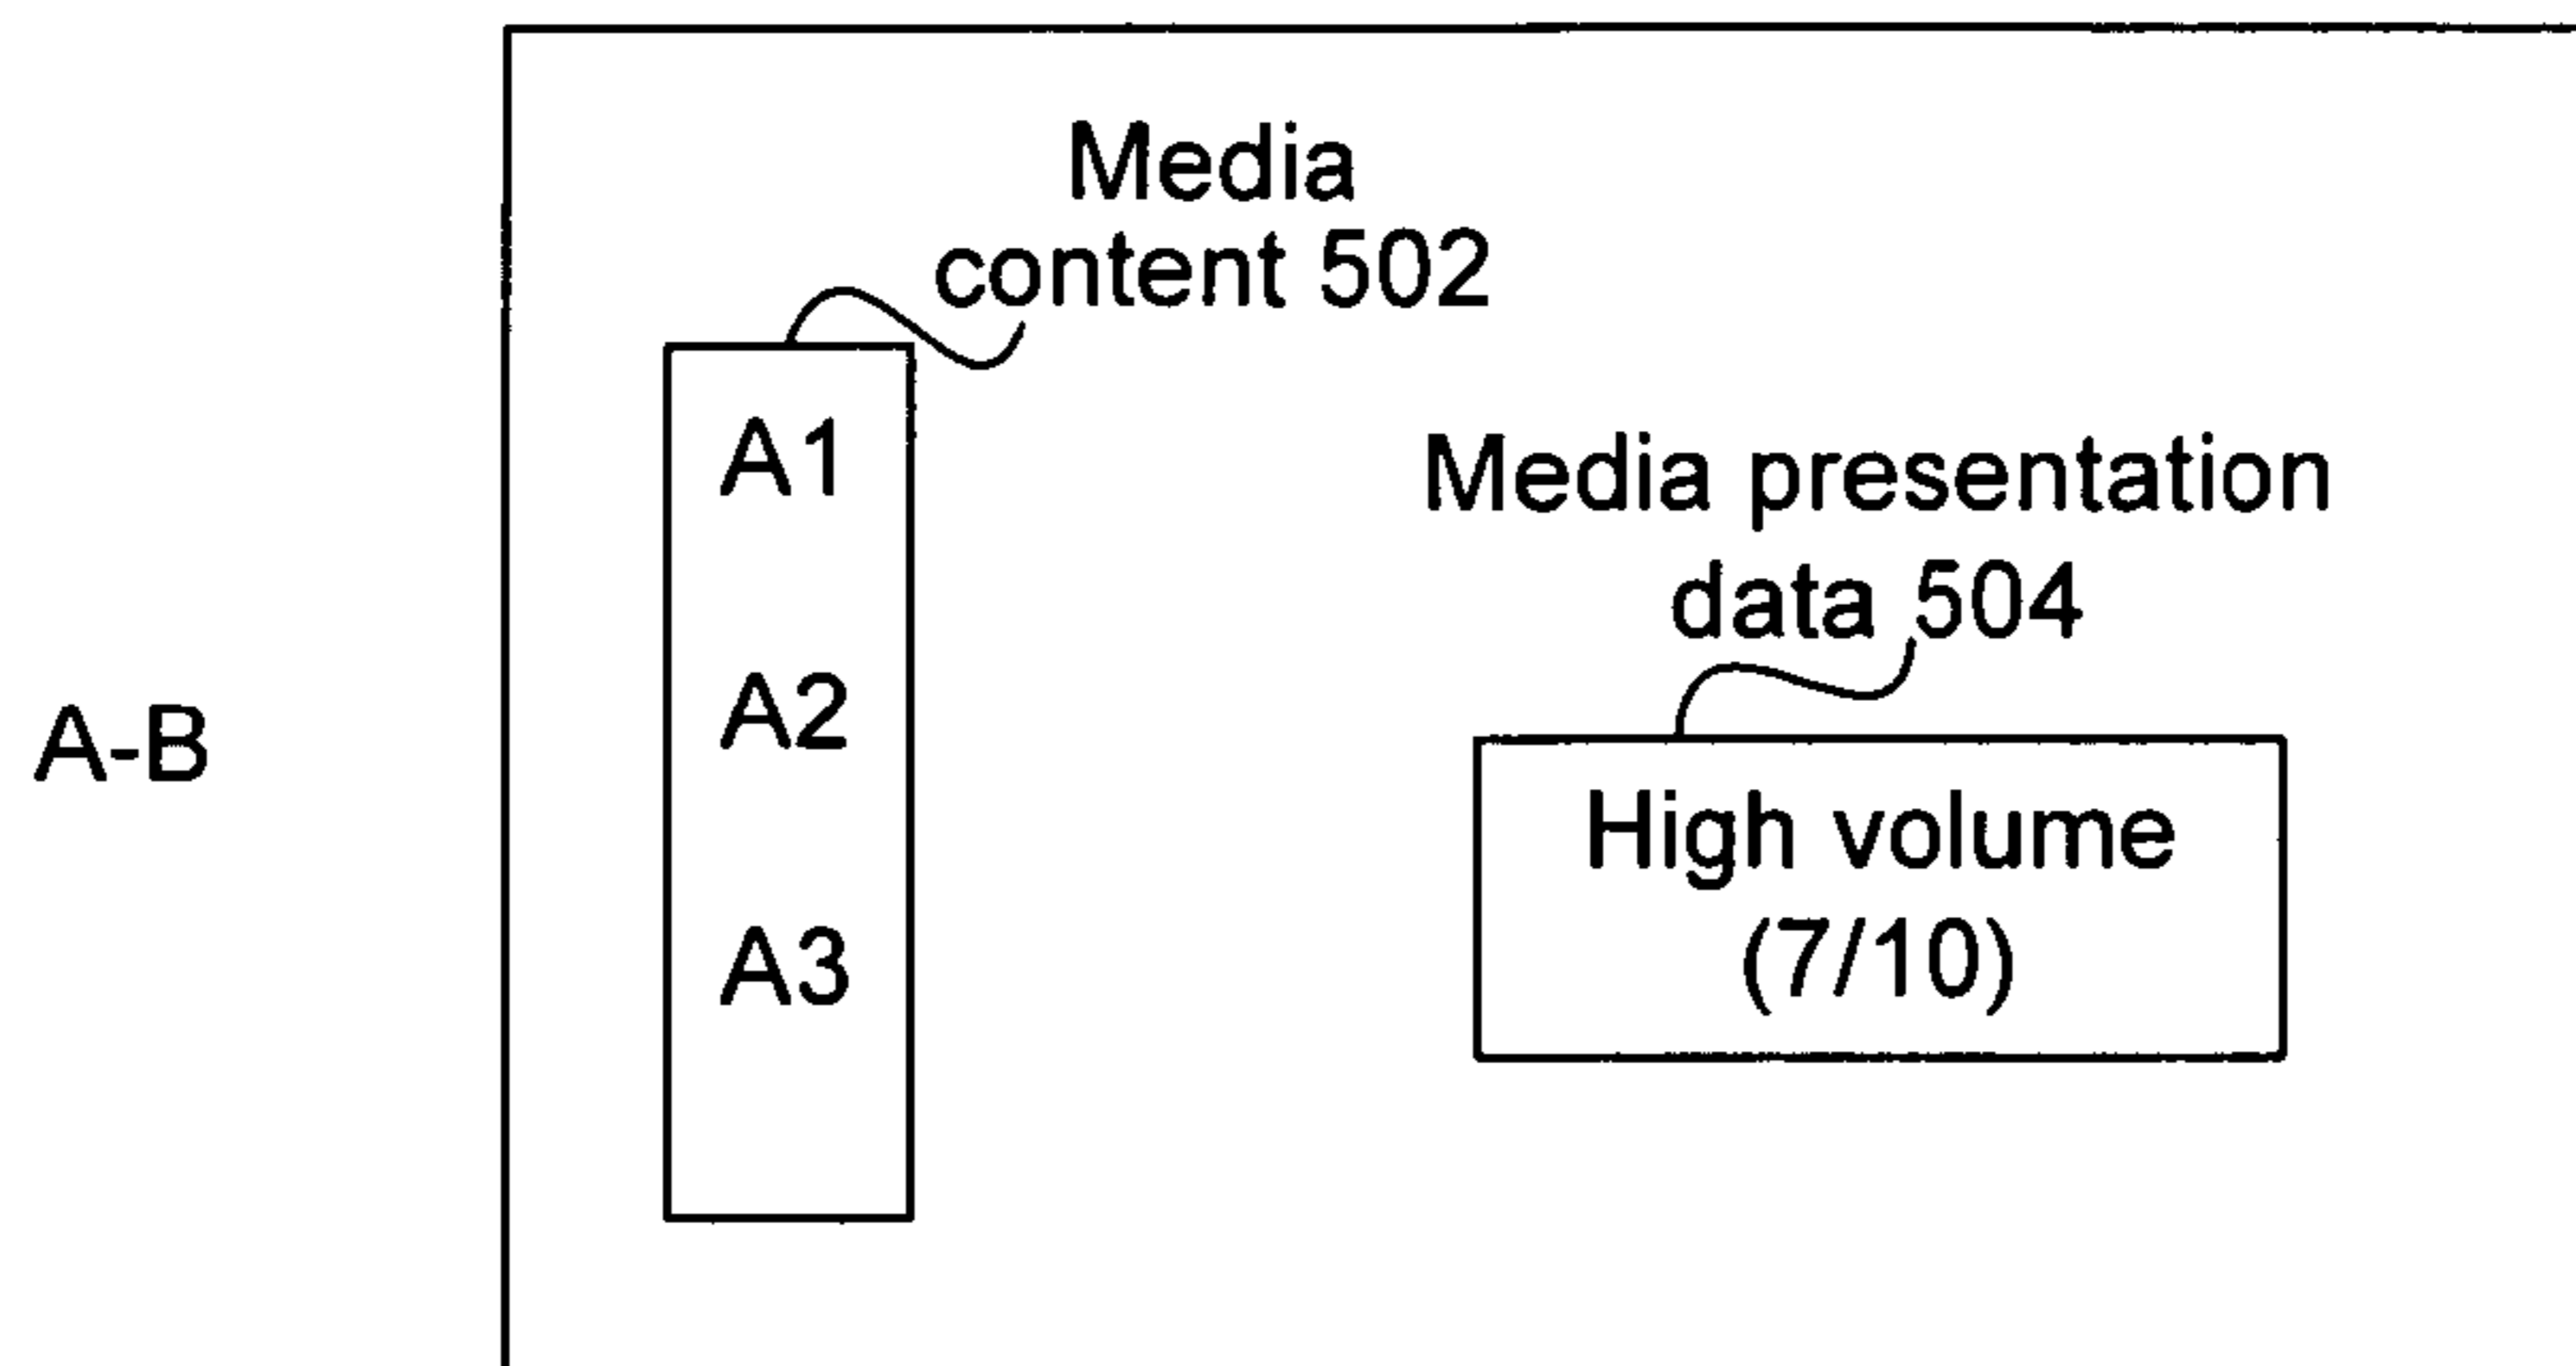 Media
content 502
A1
A2
A3
A-B
Media presentation
data 504
High volume
(7/10)